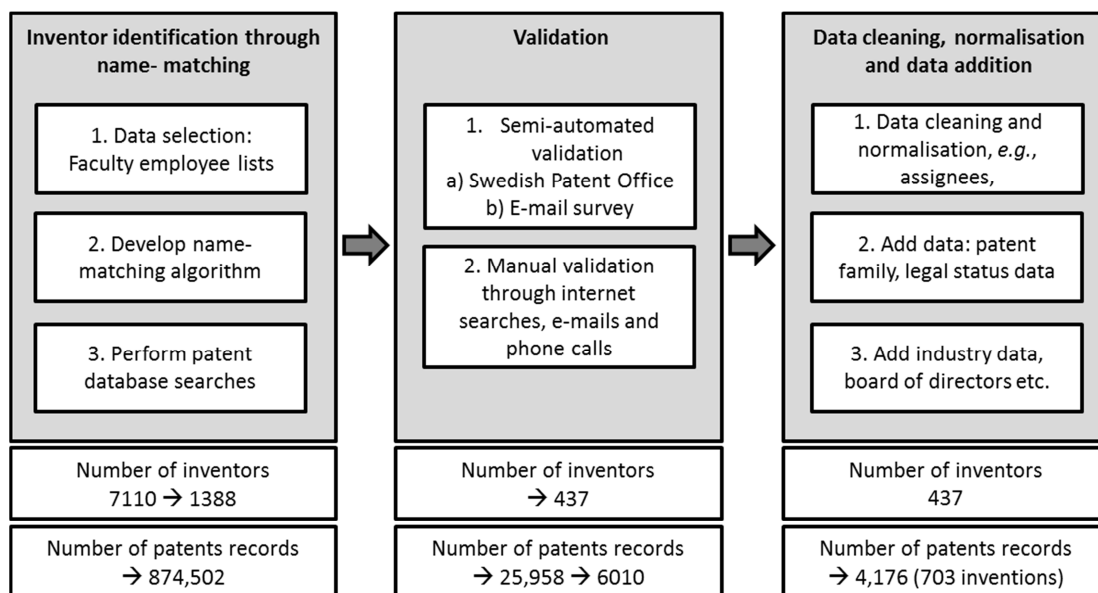 Inventor identification through
name- matching
1. Data selection:
Faculty employee lists
2. Develop name-
matching algorithm
3. Perform patent
database searches
Number of inventors
7110 → 1388
Number of patents records
→ 874,502
Validation
1. Semi-automated
validation
a) Swedish Patent Office
b) E-mail survey
2. Manual validation
through internet
searches, e-mails and
phone calls
Number of inventors
→ 437
Number of patents records
→ 25,958 → 6010
Data cleaning, normalisation
and data addition
1. Data cleaning and
normalisation, e.g.,
assignees,
2. Add data: patent
family, legal status data
3. Add industry data,
board of directors etc.
Number of inventors
437
Number of patents records
→ 4,176 (703 inventions)